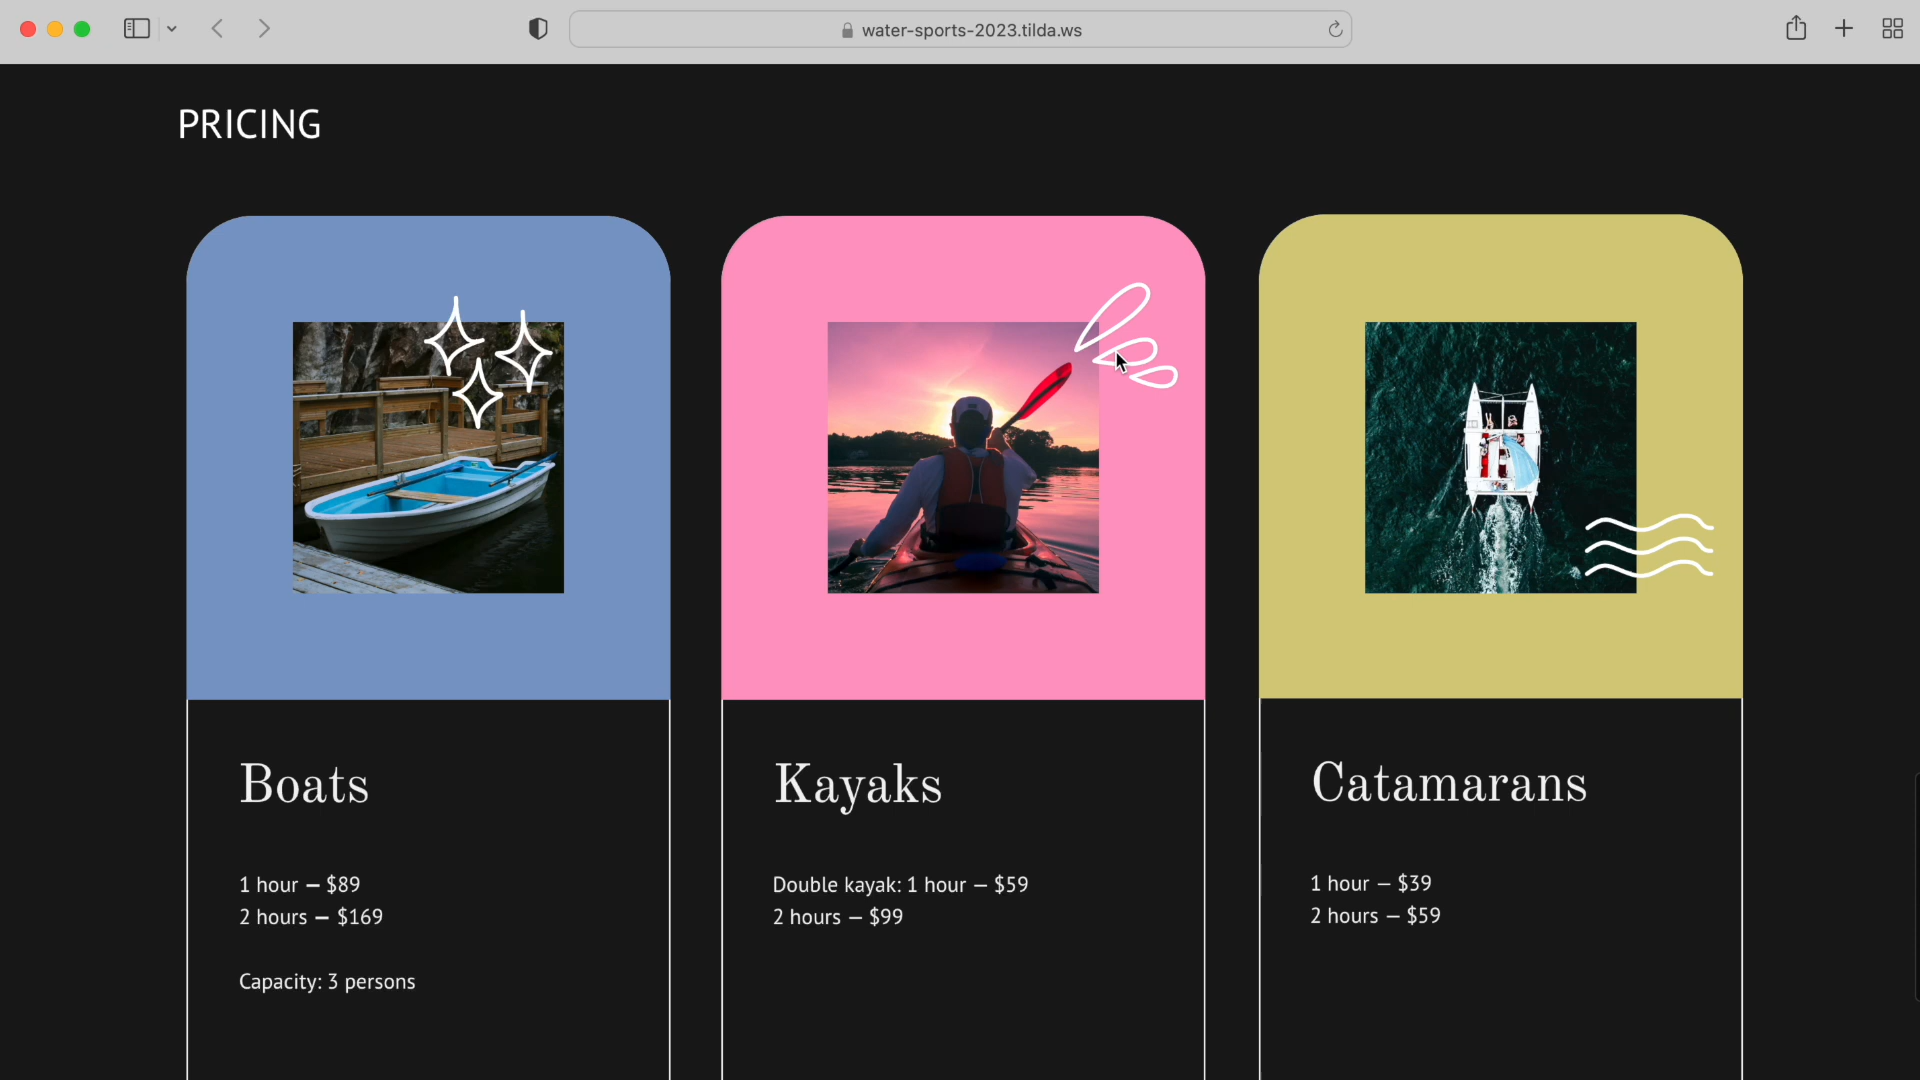 water-sports-2023.tilda.ws
PRICING
Boats
1 hour — $89
2 hours — $169
Capacity: 3 persons
Kayaks
Double kayak: 1 hour — $59
2 hours — $99
Catamarans
1 hour — $39
2 hours — $59